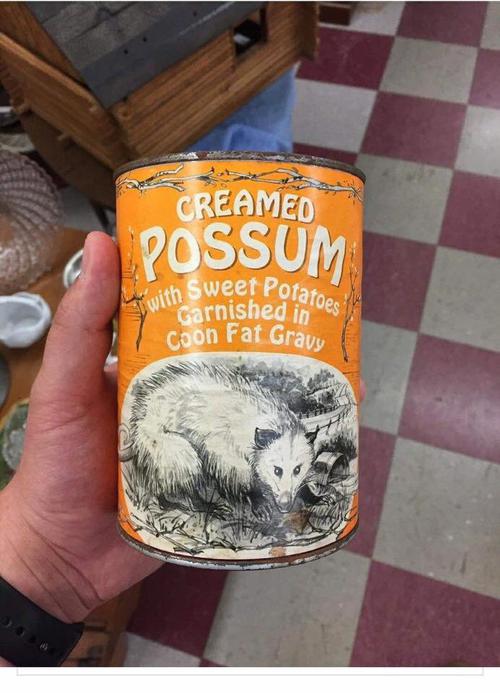 CREAMED
POSSUM
with Sweet Potatoes
Garnished in
Coon Fat Gravy